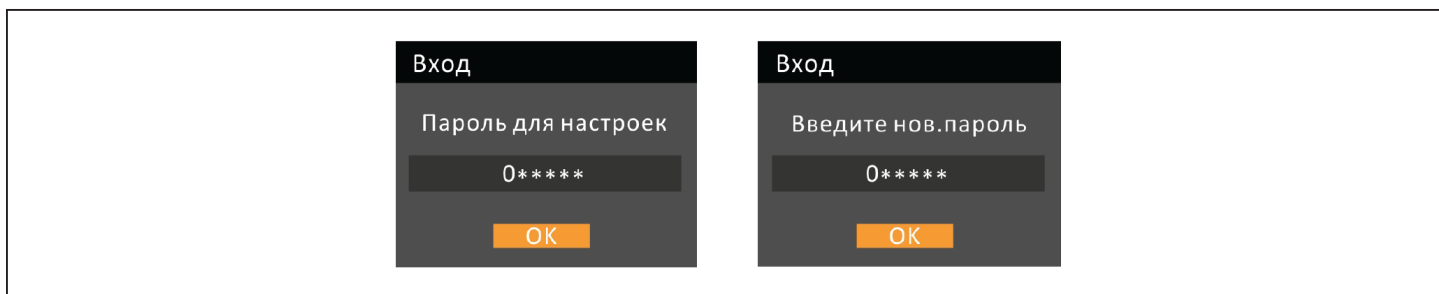 Вход
Пароль для настроек
0*****
OK
Вход
Введите нов.пароль
0*****
OK